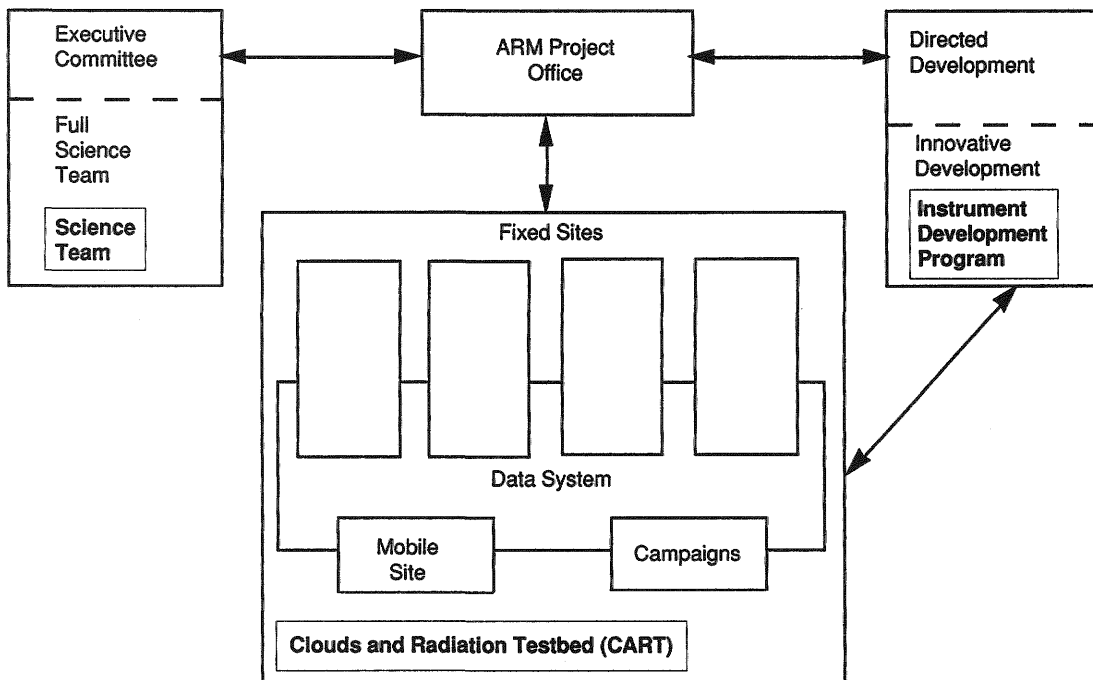 Executive
Committee
Full
Science
Team
Science
Team
ARM Project
Office
Directed
Development
Innovative
Development
Instrument
Development
Program
Fixed Sites
Data System
Mobile
Site
Campaigns
Clouds and Radiation Testbed (CART)